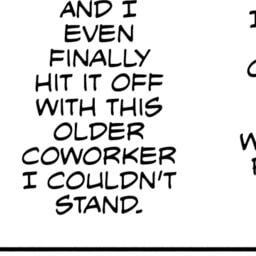 AND I
EVEN
FINALLY
HIT IT OFF
WITH THIS
OLDER
COWORKER
I COULDN'T
STAND.